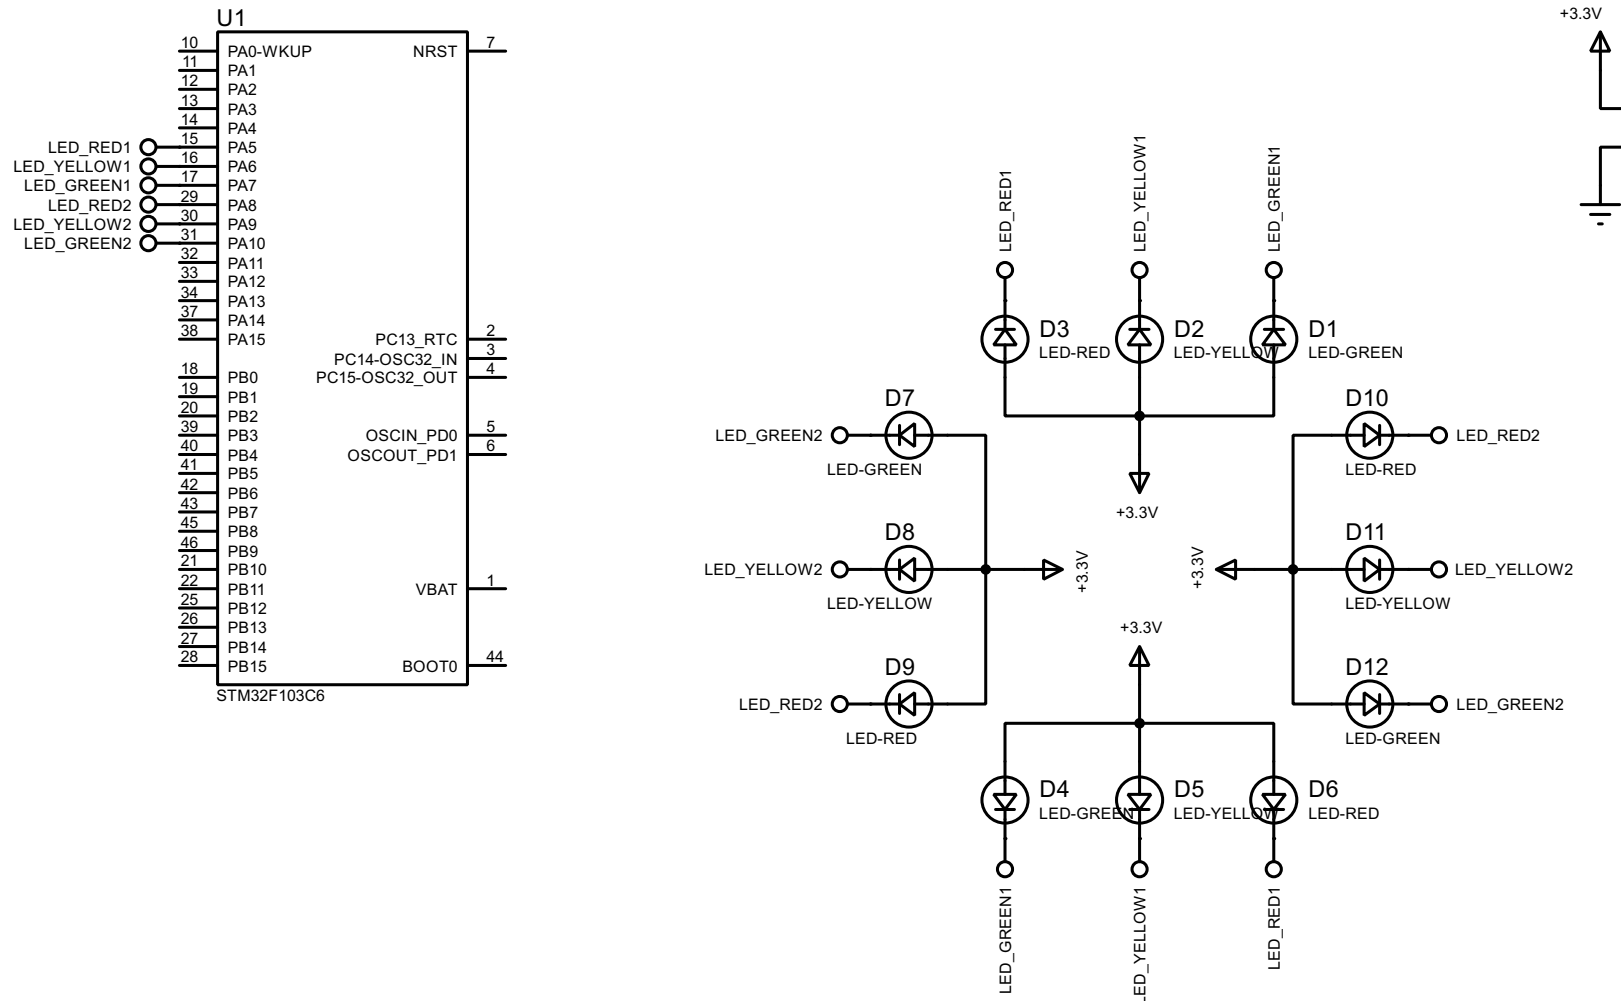 U1
10 PA0-WKUP NRST 7
11 PA1
12 PA2
13 PA3
14 PA4
LED_RED1 15 PA5
LED_YELLOW1 16 PA6
LED_GREEN1 17 PA7
LED_RED2 29 PA8
LED_YELLOW2 30 PA9
LED_GREEN2 31 PA10
32 PA11
33 PA12
34 PA13
37 PA14
38 PA15 PC13_RTC 2
PC14-OSC32_IN 3
18 PB0 PC15-OSC32_OUT 4
19 PB1
20 PB2
39 PB3 OSCIN_PD0 5
40 PB4 OSCOUT_PD1 6
41 PB5
42 PB6
43 PB7
45 PB8
46 PB9
21 PB10
22 PB11 VBAT 1
25 PB12
26 PB13
27 PB14
28 PB15 BOOT0 44
STM32F103C6
+3.3V
LED_RED1
LED_YELLOW1
LED_GREEN1
D3
LED-RED
D2
LED-YELLOW
D1
LED-GREEN
D7
LED_GREEN2
LED-GREEN
D10
LED_RED2
LED-RED
+3.3V
D8
LED_YELLOW2
LED-YELLOW
+3.3V
+3.3V
D11
LED_YELLOW2
LED-YELLOW
+3.3V
D9
LED_RED2
LED-RED
D12
LED_GREEN2
LED-GREEN
D4
LED-GREEN
D5
LED-YELLOW
D6
LED-RED
LED_GREEN1
LED_YELLOW1
LED_RED1